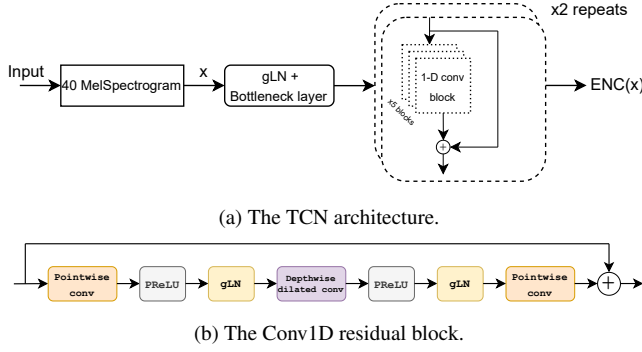 x2 repeats
Input
40 MelSpectrogram
x
gLN +
Bottleneck layer
1-D conv
block
x5 blocks
ENC(x)
(a) The TCN architecture.
Pointwise
conv
PReLU
gLN
Depthwise
dilated conv
PReLU
gLN
Pointwise
conv
(b) The Conv1D residual block.